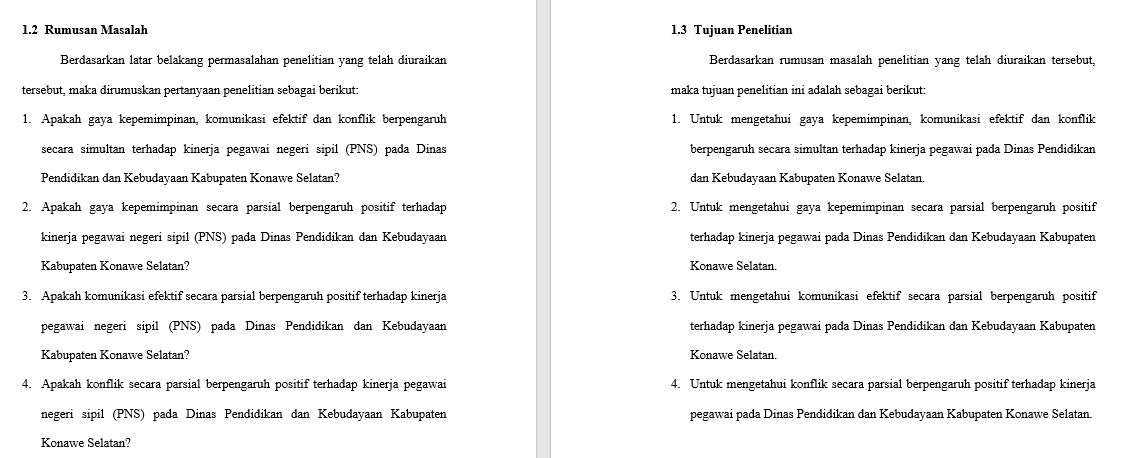 1.2 Rumusan Masalah
Berdasarkan latar belakang permasalahan penelitian yang telah diuraikan
tersebut, maka dirumuskan pertanyaan penelitian sebagai berikut:
1. Apakah gaya kepemimpinan, komunikasi efektif dan konflik berpengaruh
secara simultan terhadap kinerja pegawai negeri sipil (PNS) pada Dinas
Pendidikan dan Kebudayaan Kabupaten Konawe Selatan?
2. Apakah gaya kepemimpinan secara parsial berpengaruh positif terhadap
kinerja pegawai negeri sipil (PNS) pada Dinas Pendidikan dan Kebudayaan
Kabupaten Konawe Selatan?
3. Apakah komunikasi efektif secara parsial berpengaruh positif terhadap kinerja
pegawai negeri sipil (PNS) pada Dinas Pendidikan dan Kebudayaan
Kabupaten Konawe Selatan?
4. Apakah konflik secara parsial berpengaruh positif terhadap kinerja pegawai
negeri sipil (PNS) pada Dinas Pendidikan dan Kebudayaan Kabupaten
Konawe Selatan?
1.3 Tujuan Penelitian
Berdasarkan rumusan masalah penelitian yang telah diuraikan tersebut,
maka tujuan penelitian ini adalah sebagai berikut:
1. Untuk mengetahui gaya kepemimpinan, komunikasi efektif dan konflik
berpengaruh secara simultan terhadap kinerja pegawai pada Dinas Pendidikan
dan Kebudayaan Kabupaten Konawe Selatan.
2. Untuk mengetahui gaya kepemimpinan secara parsial berpengaruh positif
terhadap kinerja pegawai pada Dinas Pendidikan dan Kebudayaan Kabupaten
Konawe Selatan.
3. Untuk mengetahui komunikasi efektif secara parsial berpengaruh positif
terhadap kinerja pegawai pada Dinas Pendidikan dan Kebudayaan Kabupaten
Konawe Selatan.
4. Untuk mengetahui konflik secara parsial berpengaruh positif terhadap kinerja
pegawai pada Dinas Pendidikan dan Kebudayaan Kabupaten Konawe Selatan.